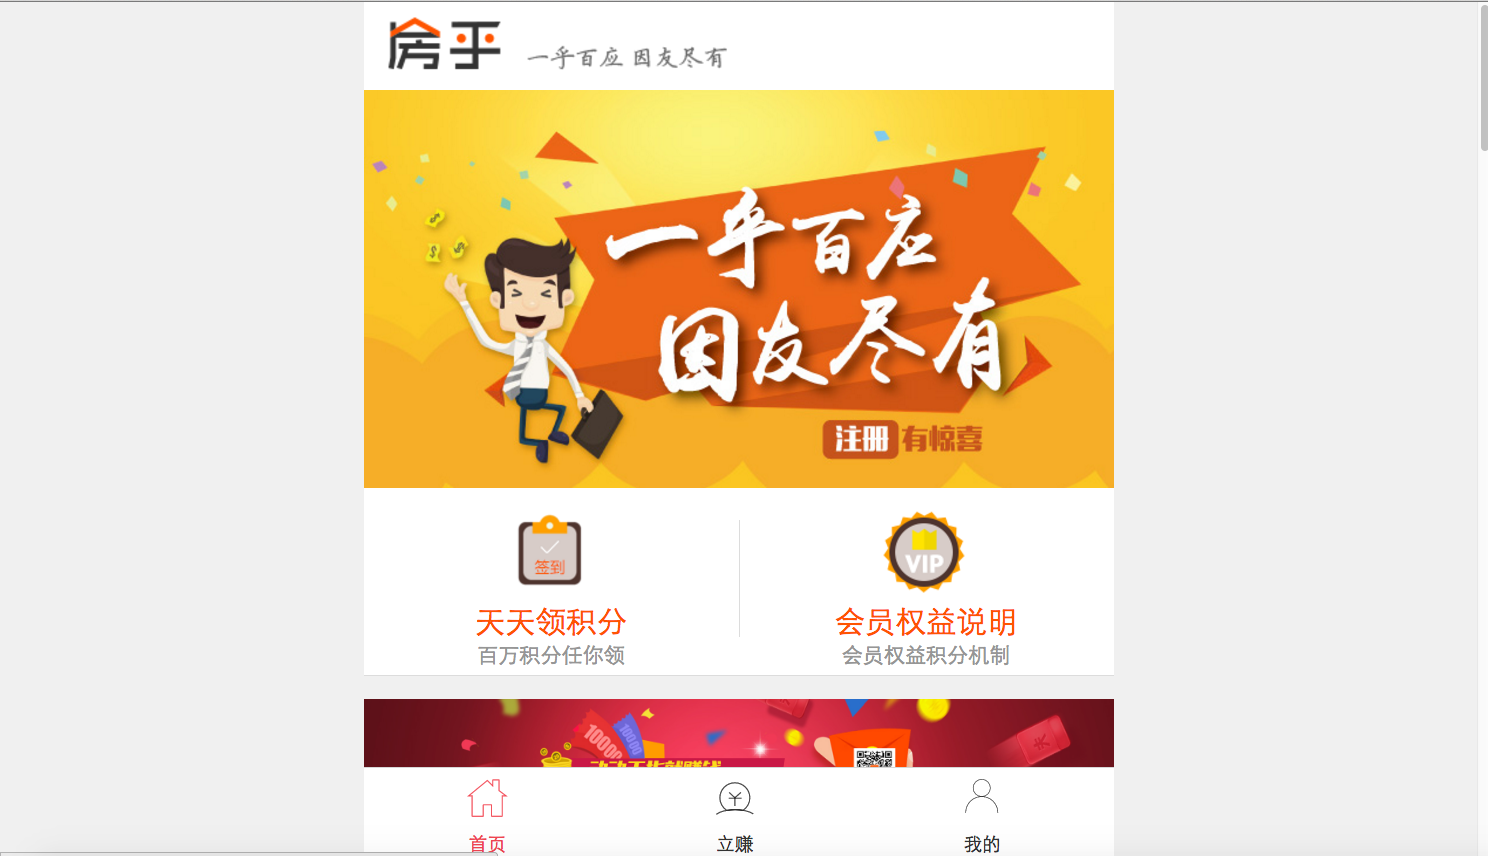 房乎
一乎百应 因友尽有
一乎百应
因友尽有
注册 有惊喜
签到
VIP
天天领积分
会员权益说明
百万积分任你领
会员权益积分机制
10000
10000
首页
立赚
我的